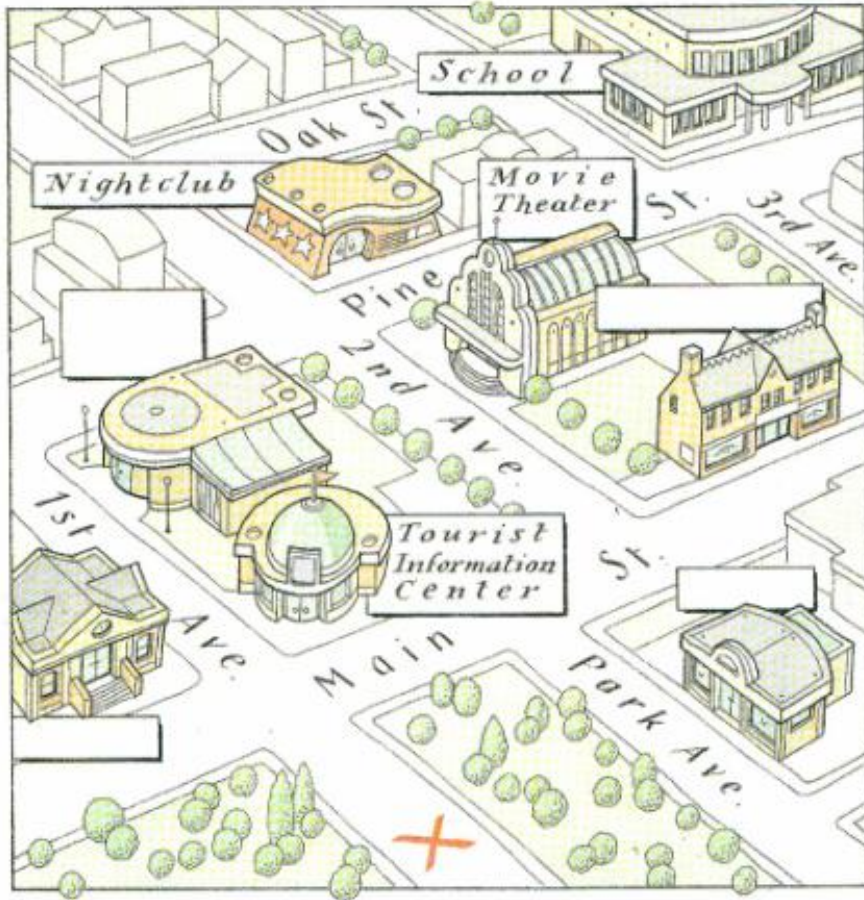 School
Oak St
Nightclub
Movie
Theater
St.
3rd Ave.
Pine
2nd Ave.
1st
Ave.
Tourist
Information
Center
St.
Main
Park Ave.